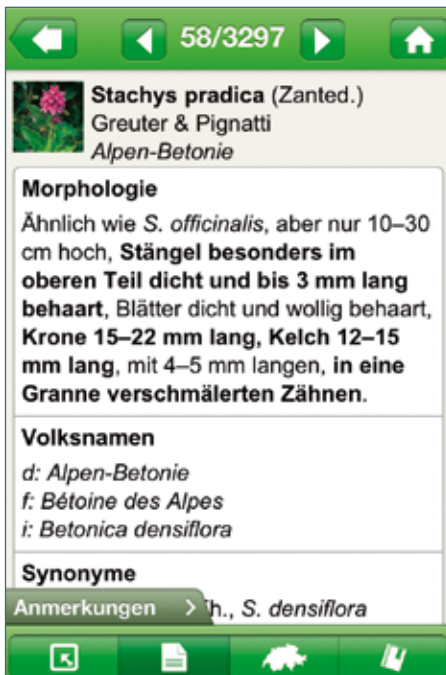 58/3297
Stachys pradica (Zanted.)
Greuter & Pignatti
Alpen-Betonie
Morphologie
Ähnlich wie S. officinalis, aber nur 10–30
cm hoch, Stängel besonders im
oberen Teil dicht und bis 3 mm lang
behaart, Blätter dicht und wollig behaart,
Krone 15–22 mm lang, Kelch 12–15
mm lang, mit 4–5 mm langen, in eine
Granne verschmälerten Zähnen.
Volksnamen
d: Alpen-Betonie
f: Bétoine des Alpes
i: Betonica densiflora
Synonyme
Anmerkungen > h., S. densiflora